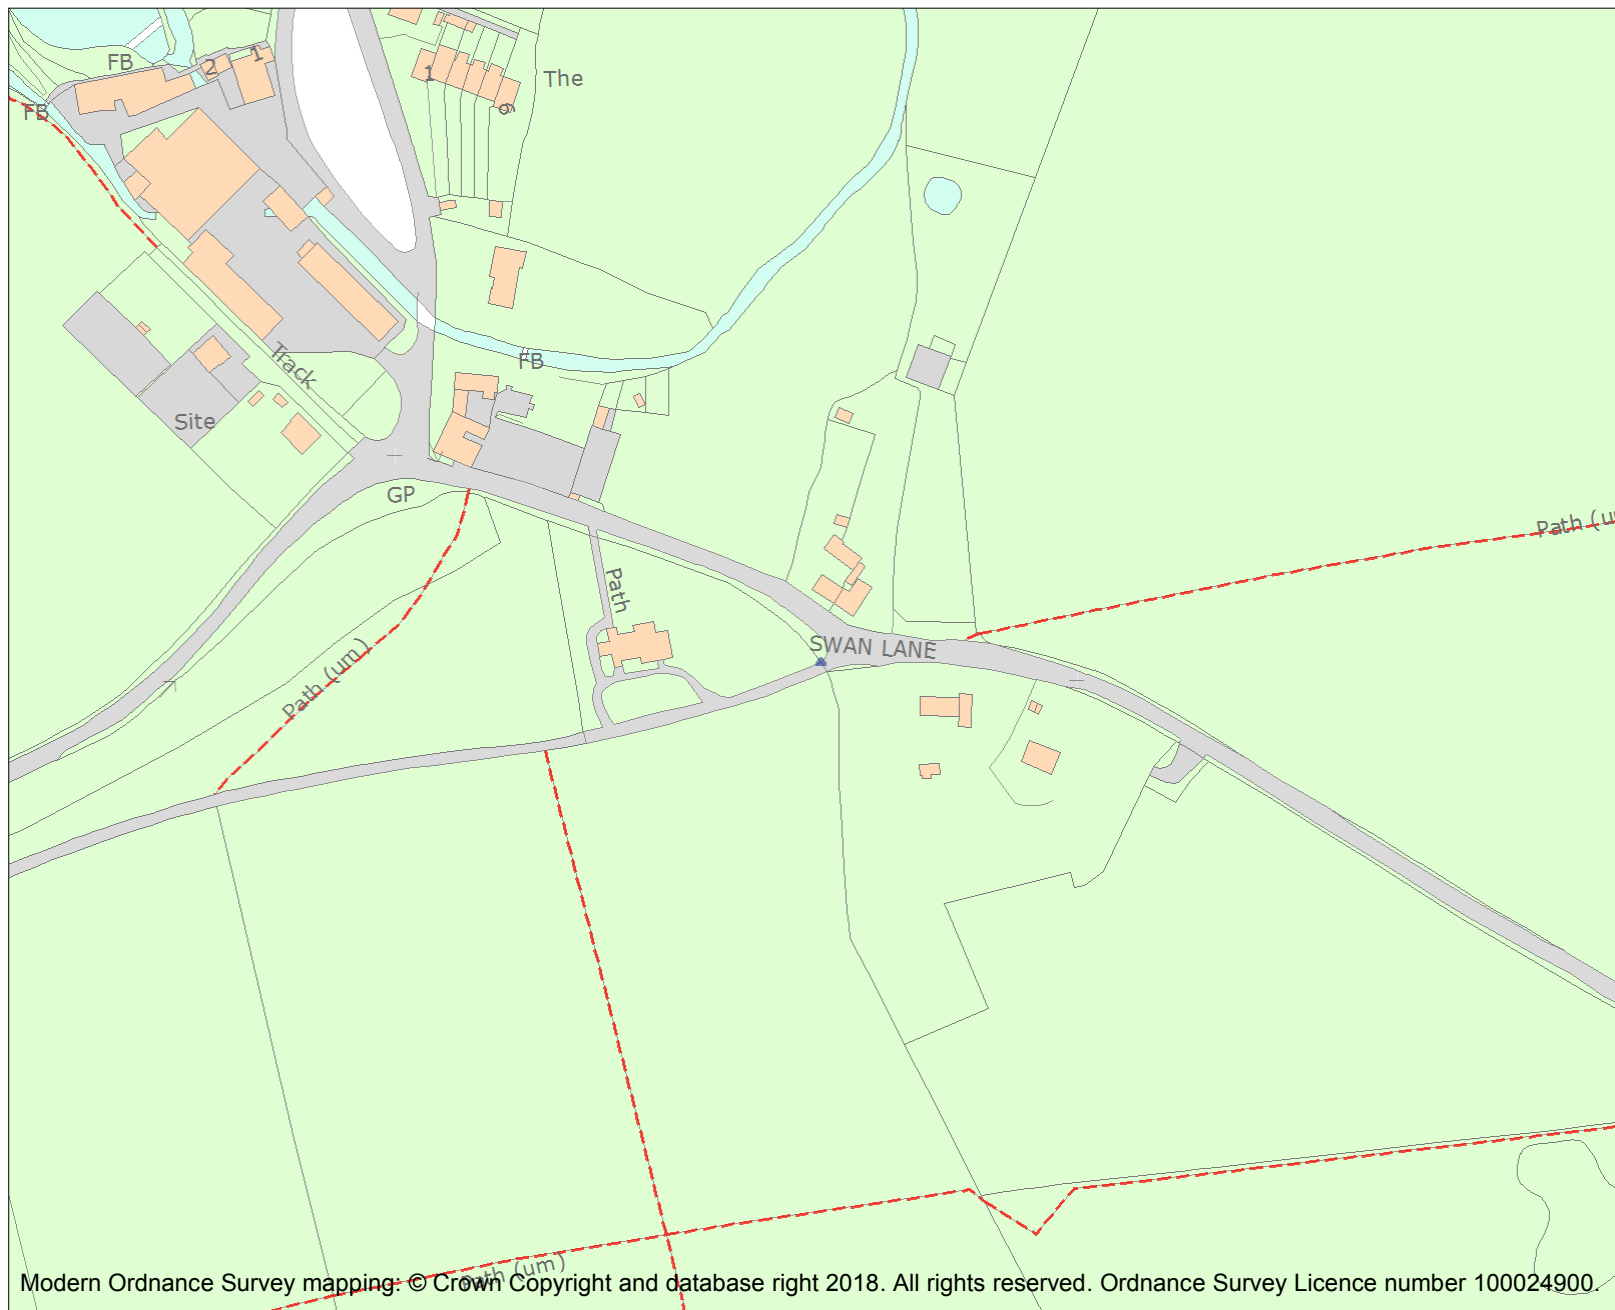 FB
2
1
1
The
FB
6
Track
FB
Site
GP
Path (u
Path
SWAN LANE
Path (um)
Path (um)
Modern Ordnance Survey mapping: © Crown Copyright and database right 2018. All rights reserved. Ordnance Survey Licence number 100024900.